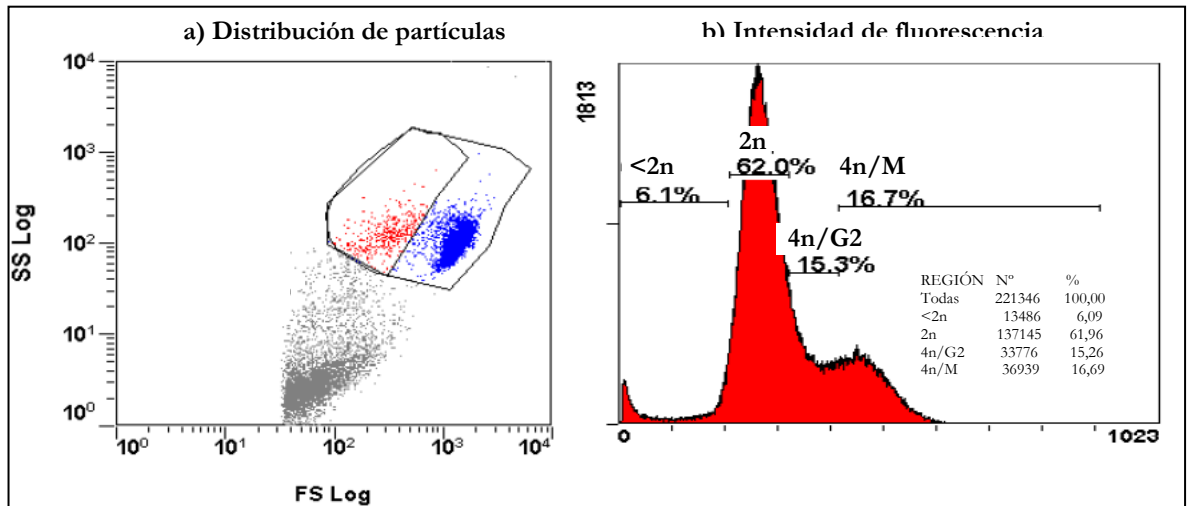 a) Distribución de partículas
b) Intensidad de fluorescencia
10⁴
10³
10²
10¹
10⁰
SS Log
10⁰ 10¹ 10² 10³ 10⁴
FS Log
1813
<2n
6.1%
2n
62.0%
4n/M
16.7%
4n/G2
15.3%
REGIÓN Nº %
Todas 221346 100,00
<2n 13486 6,09
2n 137145 61,96
4n/G2 33776 15,26
4n/M 36939 16,69
0 1023